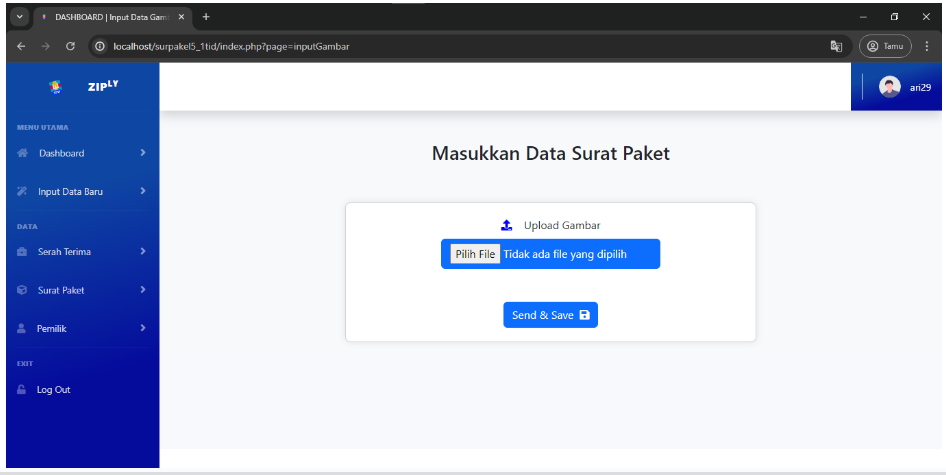 DASHBOARD | Input Data Gam
localhost/surpakel5_1tid/index.php?page=inputGambar
Tamu
ZIPLY
ari29
MENU UTAMA
Dashboard
Input Data Baru
DATA
Serah Terima
Surat Paket
Pemilik
EXIT
Log Out
Masukkan Data Surat Paket
Upload Gambar
Pilih File Tidak ada file yang dipilih
Send & Save